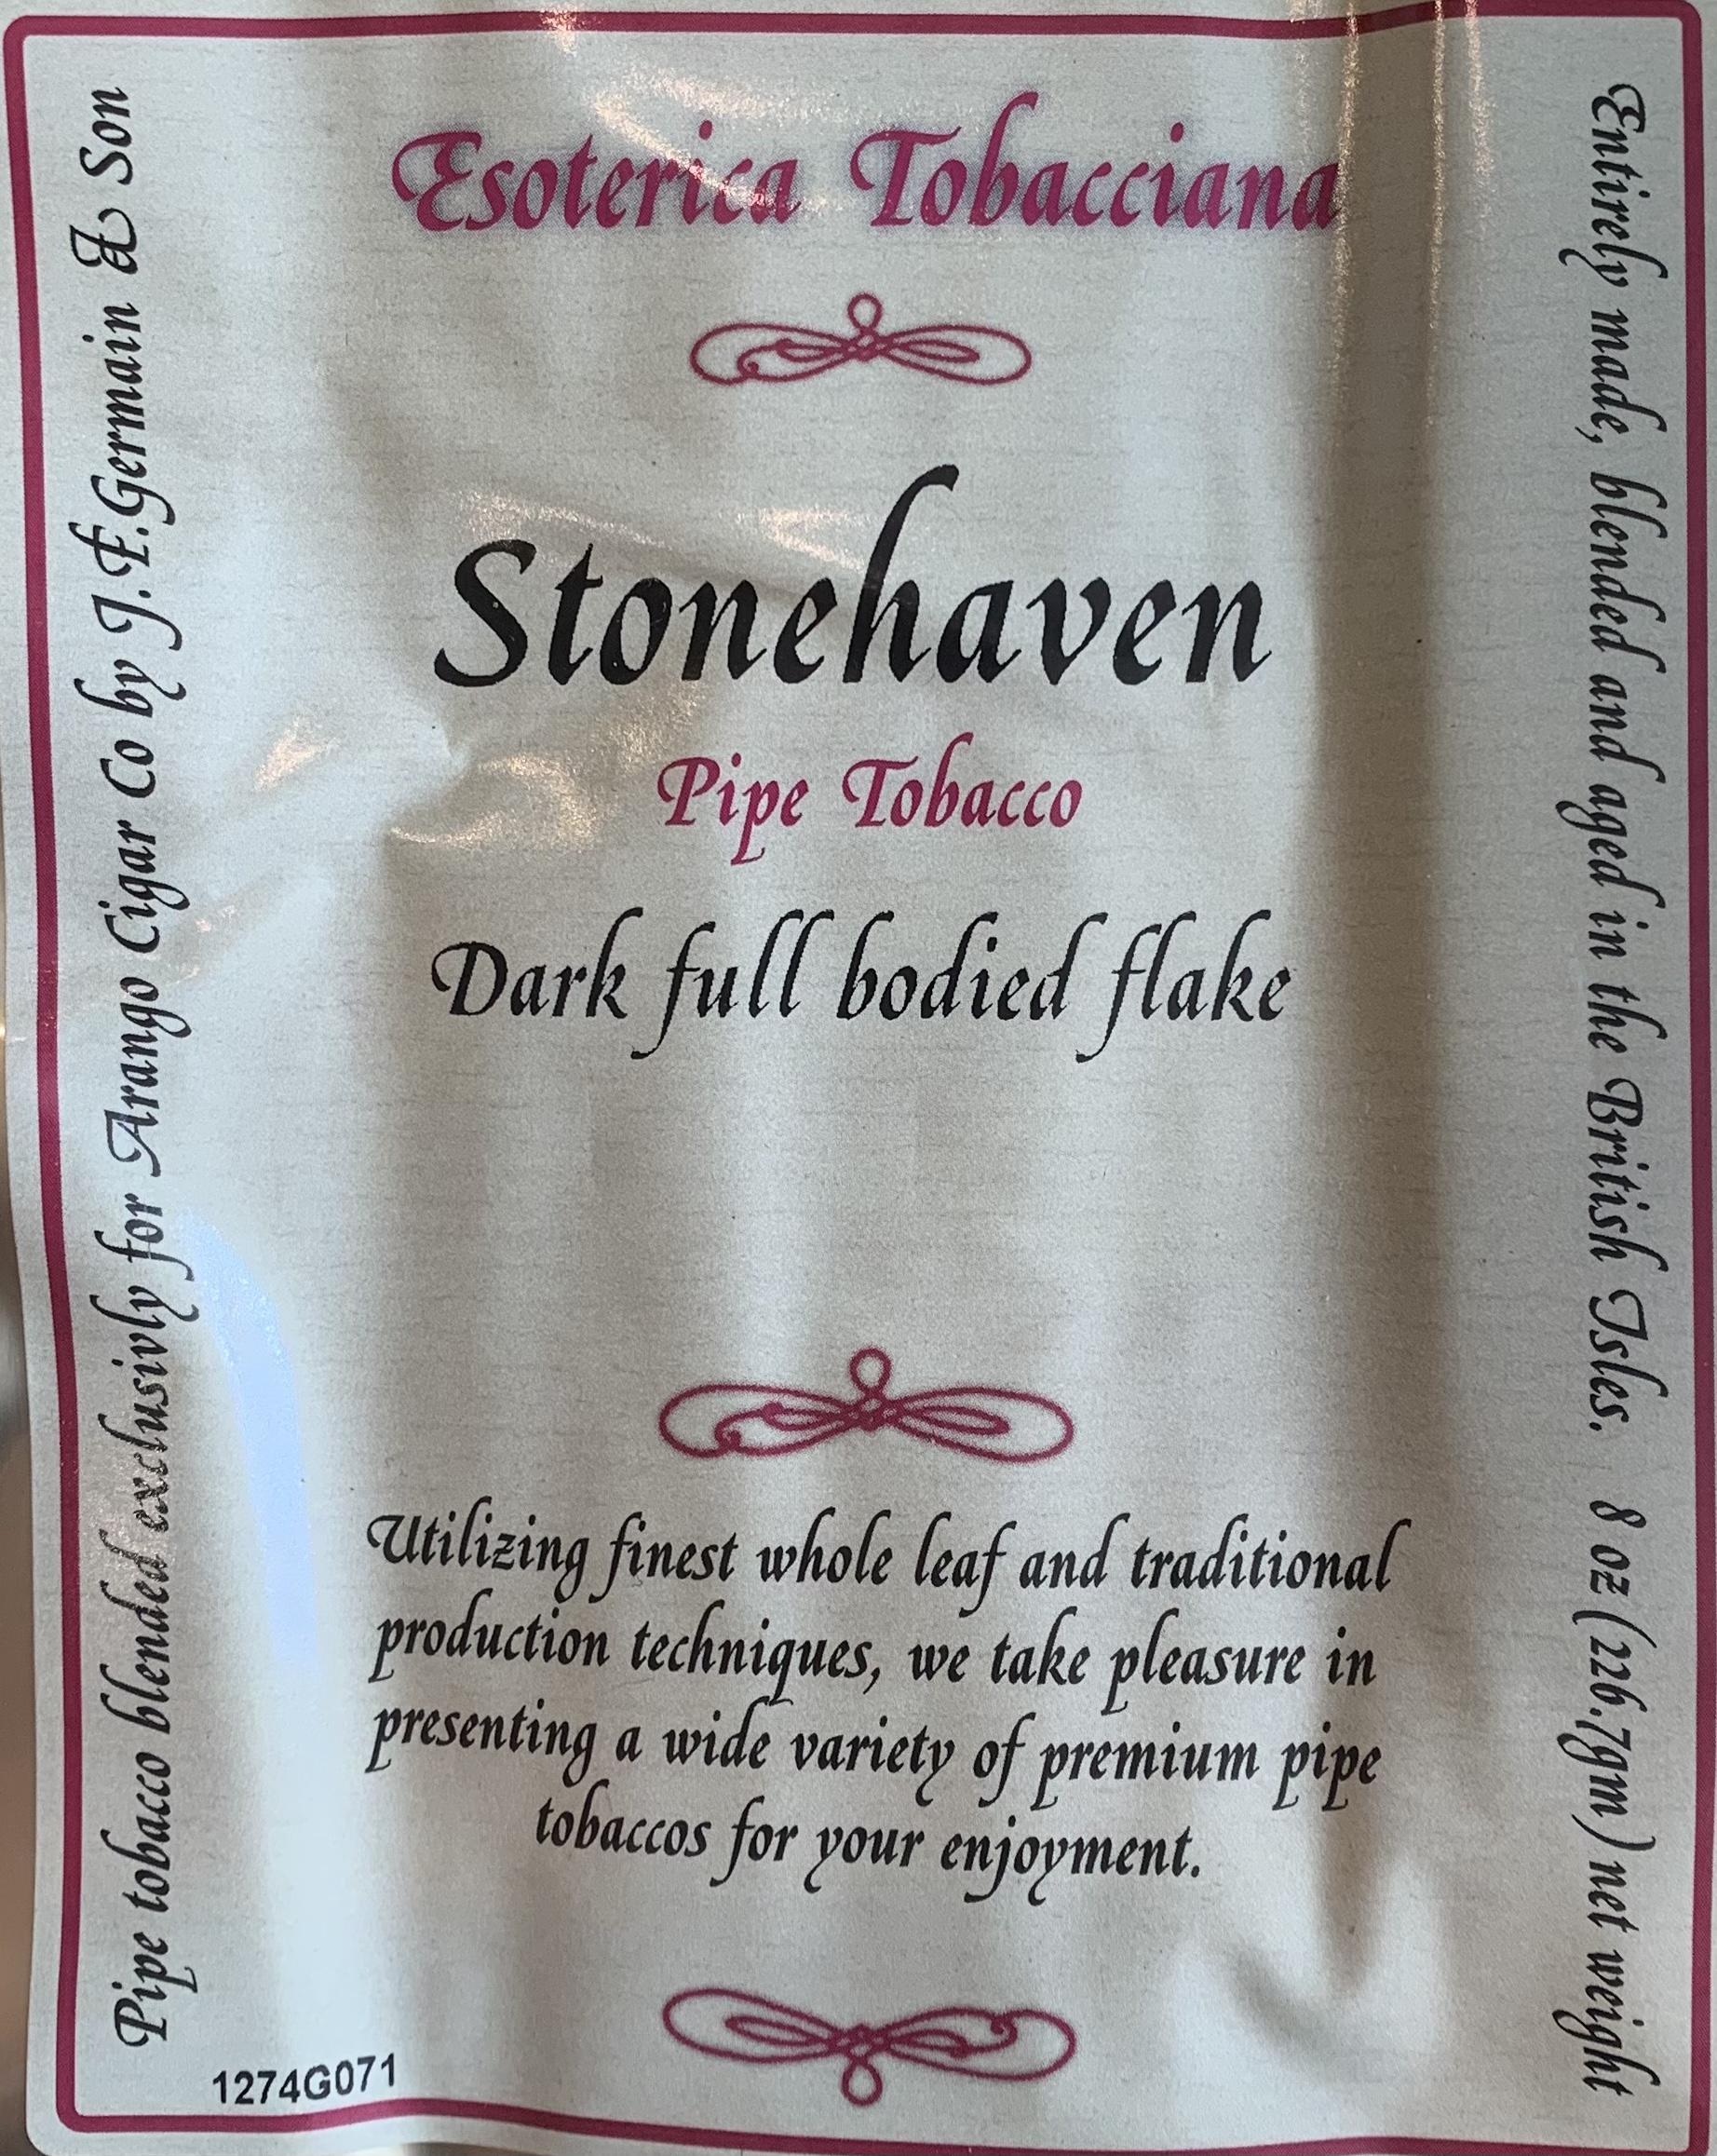 Esoterica Tobacciana
Stonehaven
Pipe Tobacco
Dark full bodied flake
Utilizing finest whole leaf and traditional
production techniques, we take pleasure in
presenting a wide variety of premium pipe
tobaccos for your enjoyment.
Pipe tobacco blended exclusivly for Arango Cigar Co by J.F.Germain & Son
Entirely made, blended and aged in the British Isles. 8 oz (226.7gm) net weight
1274G071